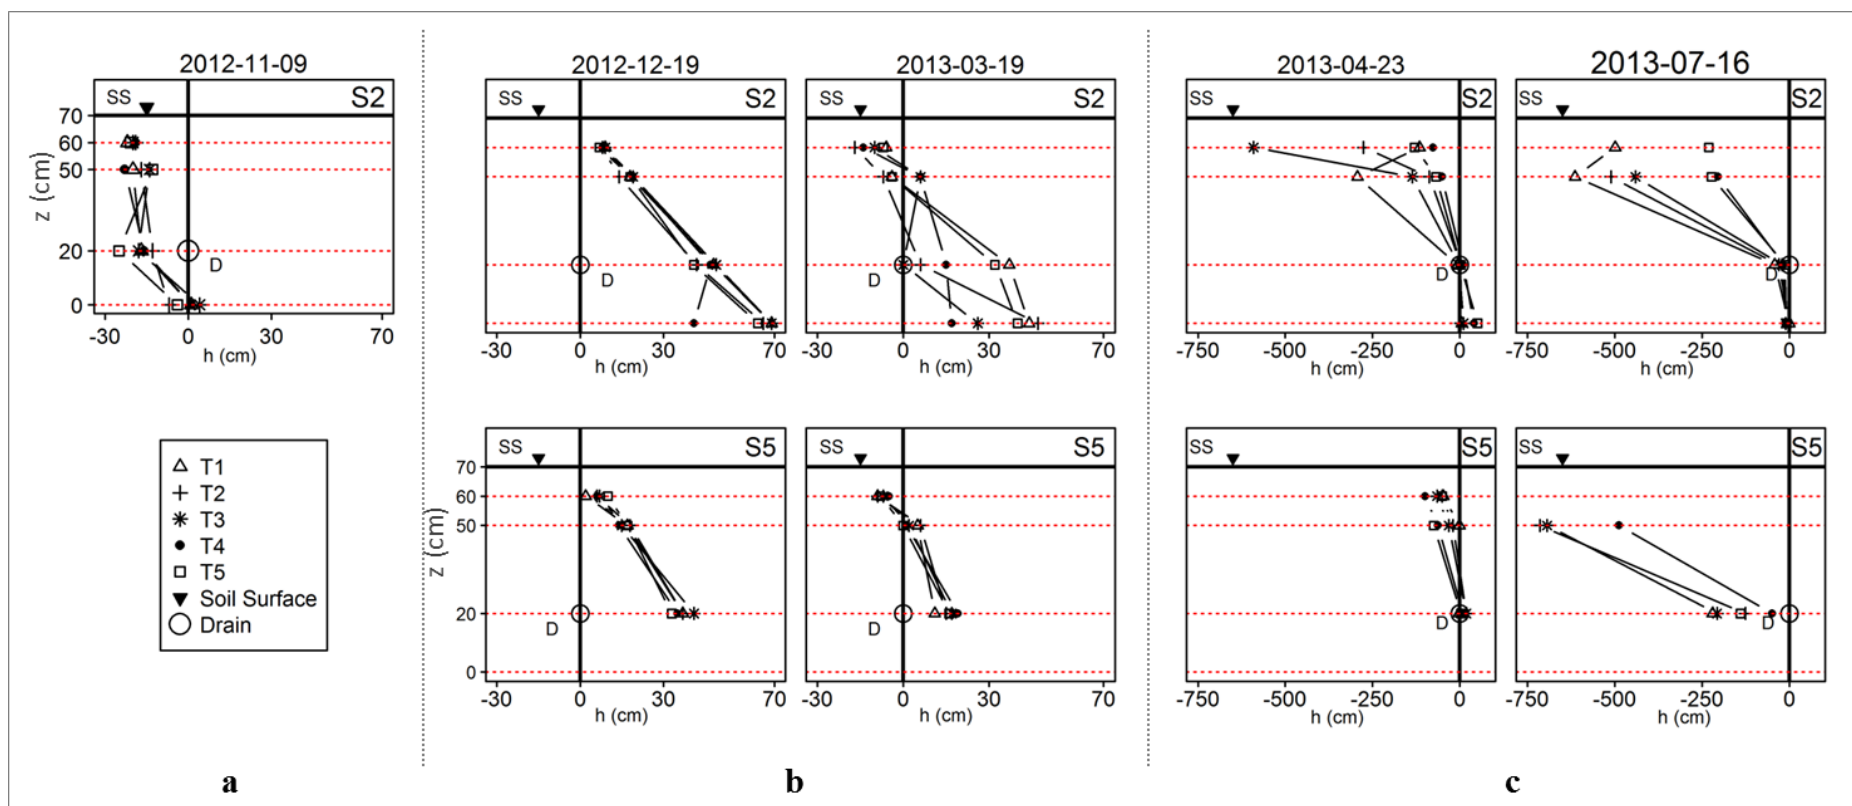 2012-11-09
SS
S2
70
60
50
20
0
z (cm)
D
-30
0
30
70
h (cm)
T1
T2
T3
T4
T5
Soil Surface
Drain
a
2012-12-19
SS
S2
D
-30
0
30
70
h (cm)
2013-03-19
SS
S2
D
-30
0
30
70
h (cm)
SS
S5
70
60
50
20
0
D
-30
0
30
70
h (cm)
z (cm)
SS
S5
D
-30
0
30
70
h (cm)
b
2013-04-23
SS
S2
D
-750
-500
-250
0
h (cm)
2013-07-16
SS
S2
D
-750
-500
-250
0
h (cm)
SS
S5
D
-750
-500
-250
0
h (cm)
SS
S5
D
-750
-500
-250
0
h (cm)
c